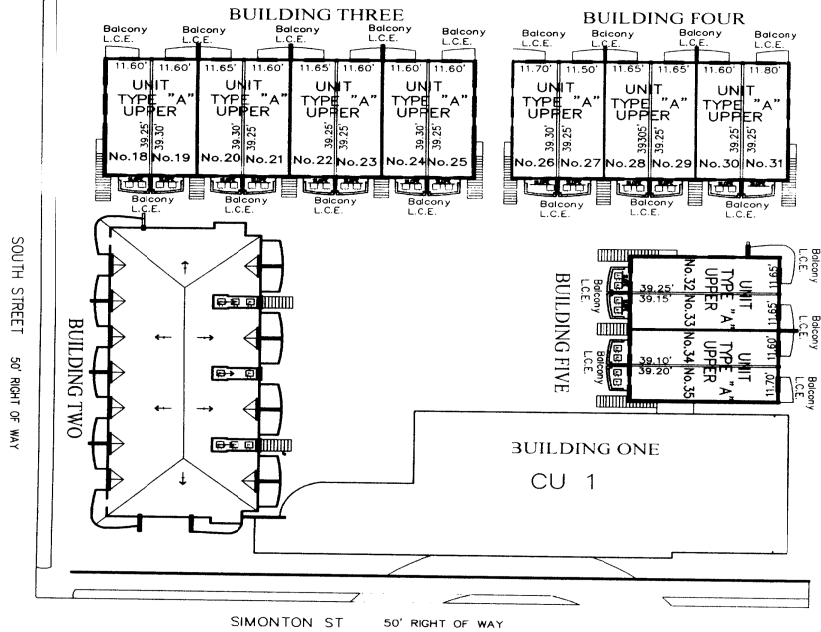 BUILDING THREE
Balcony L.C.E.
Balcony L.C.E.
Balcony L.C.E.
Balcony L.C.E.
Balcony L.C.E.
11.60' 11.60' 11.65' 11.60' 11.65' 11.60' 11.60' 11.60'
UNIT TYPE "A" UPPER
UNIT TYPE "A" UPPER
UNIT TYPE "A" UPPER
UNIT TYPE "A" UPPER
39.25' 39.30' 39.30' 39.25' 39.25' 39.25' 39.30' 39.25'
No.18 No.19 No.20 No.21 No.22 No.23 No.24 No.25
Balcony L.C.E.
Balcony L.C.E.
Balcony L.C.E.
Balcony L.C.E.
BUILDING FOUR
Balcony L.C.E.
Balcony L.C.E.
Balcony L.C.E.
Balcony L.C.E.
11.70' 11.50' 11.65' 11.65' 11.60' 11.80'
UNIT TYPE "A" UPPER
UNIT TYPE "A" UPPER
UNIT TYPE "A" UPPER
39.30' 39.25' 39.25' 39.30' 39.25'
No.26 No.27 No.28 No.29 No.30 No.31
Balcony L.C.E.
Balcony L.C.E.
Balcony L.C.E.
BUILDING FIVE
Balcony L.C.E.
Balcony L.C.E.
39.25'
39.15'
39.10'
39.20'
No.32 No.33 No.34 No.35
UNIT TYPE "A" UPPER
UNIT TYPE "A" UPPER
11.65' 11.65' 11.60' 11.70'
Balcony L.C.E.
Balcony L.C.E.
Balcony L.C.E.
BUILDING TWO
SOUTH STREET 50' RIGHT OF WAY
BUILDING ONE
CU 1
SIMONTON ST 50' RIGHT OF WAY